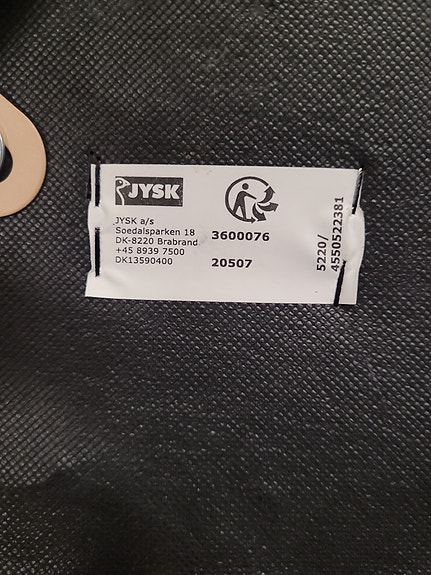 JYSK
JYSK a/s
Soedalsparken 18
DK-8220 Brabrand
+45 8939 7500
DK13590400
3600076
20507
5220/
4550522381